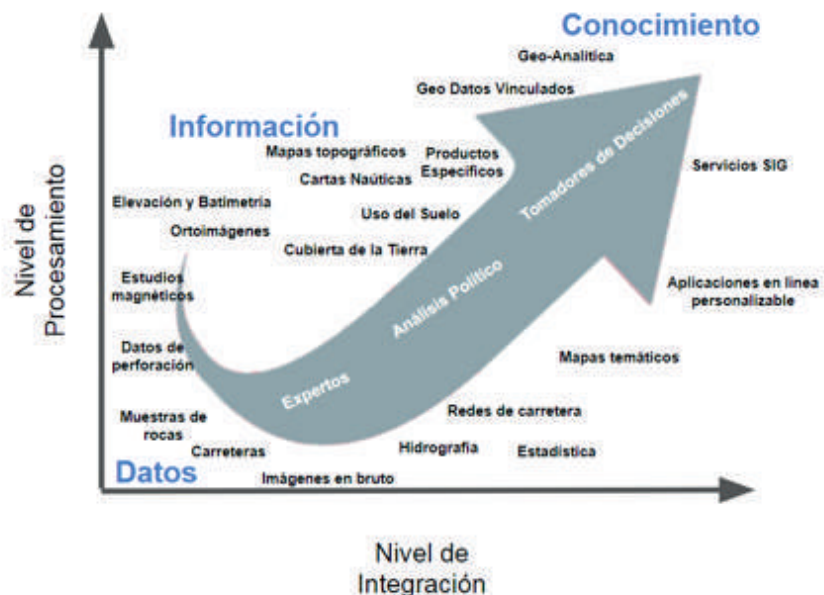 Conocimiento
Geo-Analítica
Geo Datos Vinculados
Información
Mapas topográficos
Productos
Específicos
Cartas Naúticas
Servicios SIG
Tomadores de Decisiones
Elevación y Batimetría
Uso del Suelo
Ortoimágenes
Cubierta de la Tierra
Nivel de
Procesamiento
Estudios
magnéticos
Análisis Político
Aplicaciones en linea
personalizable
Datos de
perforación
Mapas temáticos
Expertos
Muestras de
rocas
Redes de carretera
Carreteras
Hidrografía
Estadística
Datos
Imágenes en bruto
Nivel de
Integración